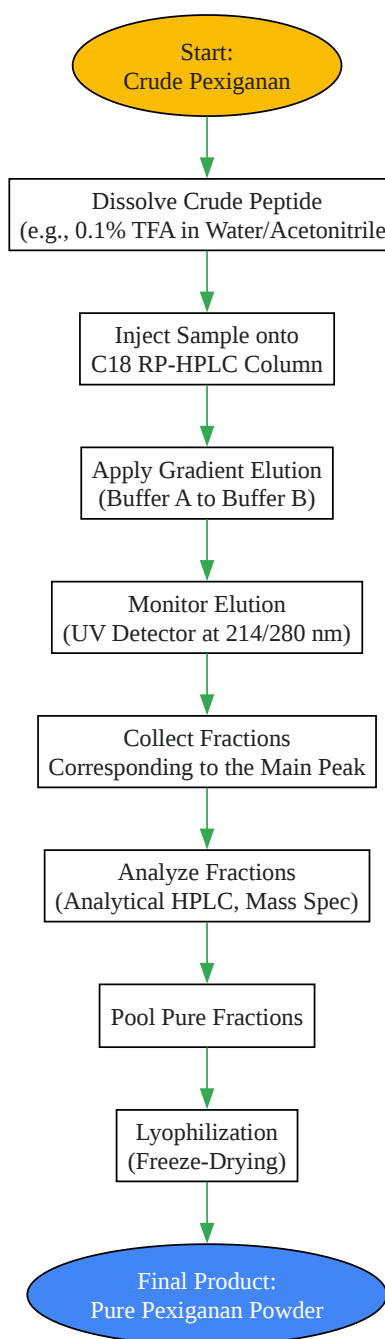 Start:
Crude Pexiganan
Dissolve Crude Peptide
(e.g., 0.1% TFA in Water/Acetonitrile
Inject Sample onto
C18 RP-HPLC Column
Apply Gradient Elution
(Buffer A to Buffer B)
Monitor Elution
(UV Detector at 214/280 nm)
Collect Fractions
Corresponding to the Main Peak
Analyze Fractions
(Analytical HPLC, Mass Spec)
Pool Pure Fractions
Lyophilization
(Freeze-Drying)
Final Product:
Pure Pexiganan Powder